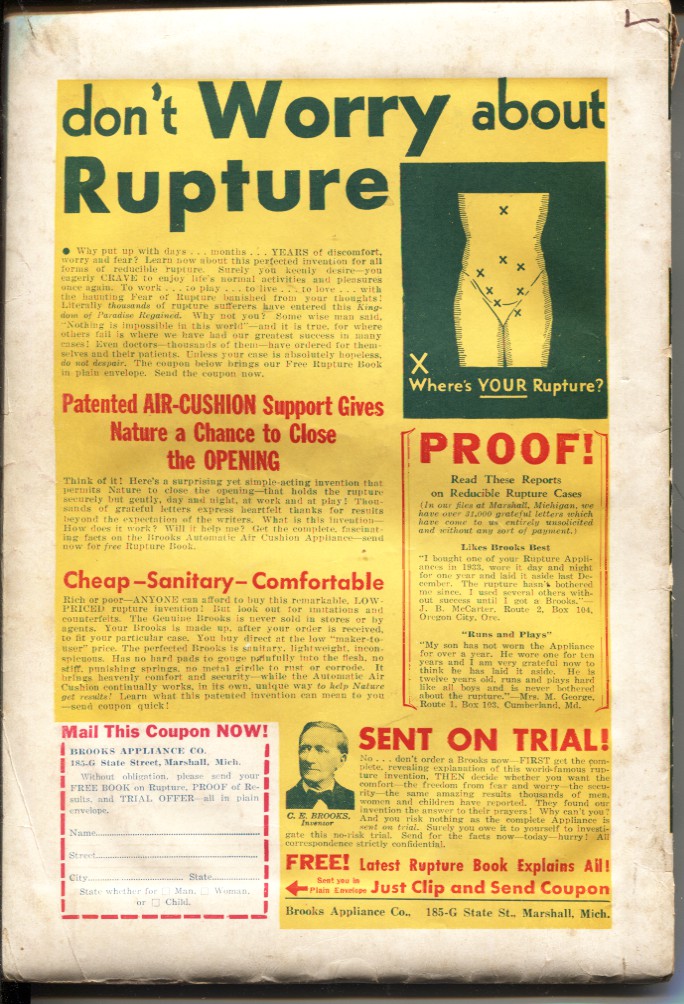 don't Worry about
Rupture
● Why put up with days . . . months . . . YEARS of discomfort,
worry and fear? Learn now about this perfected invention for all
forms of reducible rupture. Surely you keenly desire—you
eagerly CRAVE to enjoy life's normal activities and pleasures
once again. To work . . . to play . . . to live . . . to love . . . with
the haunting Fear of Rupture banished from your thoughts!
Literally thousands of rupture sufferers have entered this King-
dom of Paradise Regained. Why not you? Some wise man said,
"Nothing is impossible in this world"—and it is true, for where
others fail is where we have had our greatest success in many
cases! Even doctors—thousands of them—have ordered for them-
selves and their patients. Unless your case is absolutely hopeless,
do not despair. The coupon below brings our Free Rupture Book
in plain envelope. Send the coupon now.
X
Where's YOUR Rupture?
Patented AIR-CUSHION Support Gives
Nature a Chance to Close
the OPENING
Think of it! Here's a surprising yet simple-acting invention that
permits Nature to close the opening—that holds the rupture
securely but gently, day and night, at work and at play! Thou-
sands of grateful letters express heartfelt thanks for results
beyond the expectation of the writers. What is this invention—
How does it work? Will it help me? Get the complete, fascinat-
ing facts on the Brooks Automatic Air Cushion Appliance—send
now for free Rupture Book.
Cheap–Sanitary–Comfortable
Rich or poor—ANYONE can afford to buy this remarkable, LOW-
PRICED rupture invention! But look out for imitations and
counterfeits. The Genuine Brooks is never sold in stores or by
agents. Your Brooks is made up, after your order is received,
to fit your particular case. You buy direct at the low "maker-to-
user" price. The perfected Brooks is sanitary, lightweight, incon-
spicuous. Has no hard pads to gouge painfully into the flesh, no
stiff, punishing springs, no metal girdle to rust or corrode. It
brings heavenly comfort and security—while the Automatic Air
Cushion continually works, in its own, unique way to help Nature
get results! Learn what this patented invention can mean to you
—send coupon quick!
PROOF!
Read These Reports
on Reducible Rupture Cases
(In our files at Marshall, Michigan, we
have over 31,000 grateful letters which
have come to us entirely unsolicited
and without any sort of payment.)
Likes Brooks Best
"I bought one of your Rupture Appli-
ances in 1933, wore it day and night
for one year and laid it aside last De-
cember. The rupture hasn't bothered
me since. I used several others with-
out success until I got a Brooks."—
J. B. McCarter, Route 2, Box 104,
Oregon City, Ore.
"Runs and Plays"
"My son has not worn the Appliance
for over a year. He wore one for ten
years and I am very grateful now to
think he has laid it aside. He is
twelve years old, runs and plays hard
like all boys and is never bothered
about the rupture."—Mrs. M. George,
Route 1, Box 103, Cumberland, Md.
Mail This Coupon NOW!
BROOKS APPLIANCE CO.
185-G State Street, Marshall, Mich.
Without obligation, please send your
FREE BOOK on Rupture, PROOF of Re-
sults, and TRIAL OFFER—all in plain
envelope.
Name
Street
City State
State whether for □ Man, □ Woman,
or □ Child.
C. E. BROOKS,
Inventor
SENT ON TRIAL!
No . . . don't order a Brooks now—FIRST get the com-
plete, revealing explanation of this world-famous rup-
ture invention, THEN decide whether you want the
comfort—the freedom from fear and worry—the secu-
rity—the same amazing results thousands of men,
women and children have reported. They found our
invention the answer to their prayers! Why can't you?
And you risk nothing as the complete Appliance is
sent on trial. Surely you owe it to yourself to investi-
gate this no-risk trial. Send for the facts now—today—hurry! All
correspondence strictly confidential.
FREE! Latest Rupture Book Explains All!
Sent you in
Plain Envelope Just Clip and Send Coupon
Brooks Appliance Co., 185-G State St., Marshall, Mich.